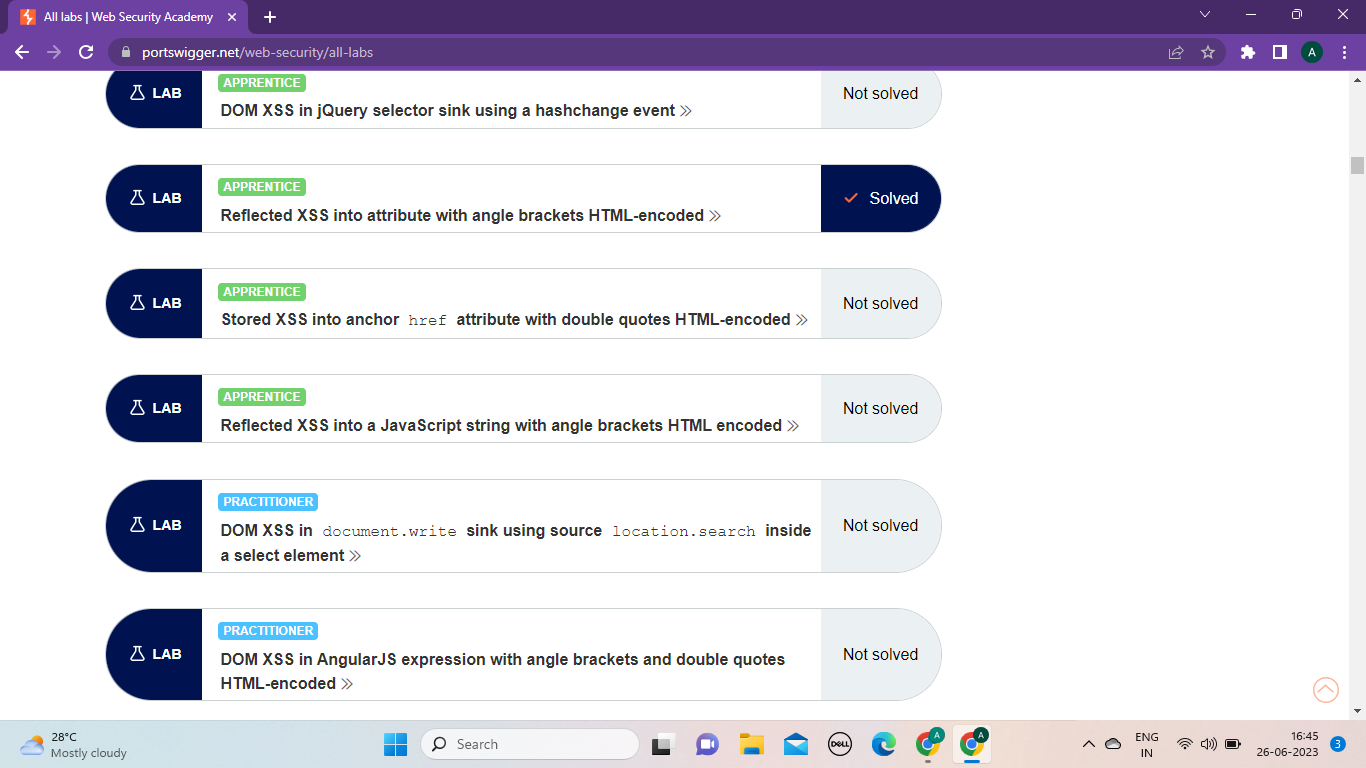 All labs | Web Security Academy
portswigger.net/web-security/all-labs
A
LAB
APPRENTICE
DOM XSS in jQuery selector sink using a hashchange event
Not solved
LAB
APPRENTICE
Reflected XSS into attribute with angle brackets HTML-encoded
Solved
LAB
APPRENTICE
Stored XSS into anchor href attribute with double quotes HTML-encoded
Not solved
LAB
APPRENTICE
Reflected XSS into a JavaScript string with angle brackets HTML encoded
Not solved
LAB
PRACTITIONER
DOM XSS in document.write sink using source location.search inside
a select element
Not solved
LAB
PRACTITIONER
DOM XSS in AngularJS expression with angle brackets and double quotes
HTML-encoded
Not solved
28°C
Mostly cloudy
Search
DELL
A
A
ENG
IN
16:45
26-06-2023
3